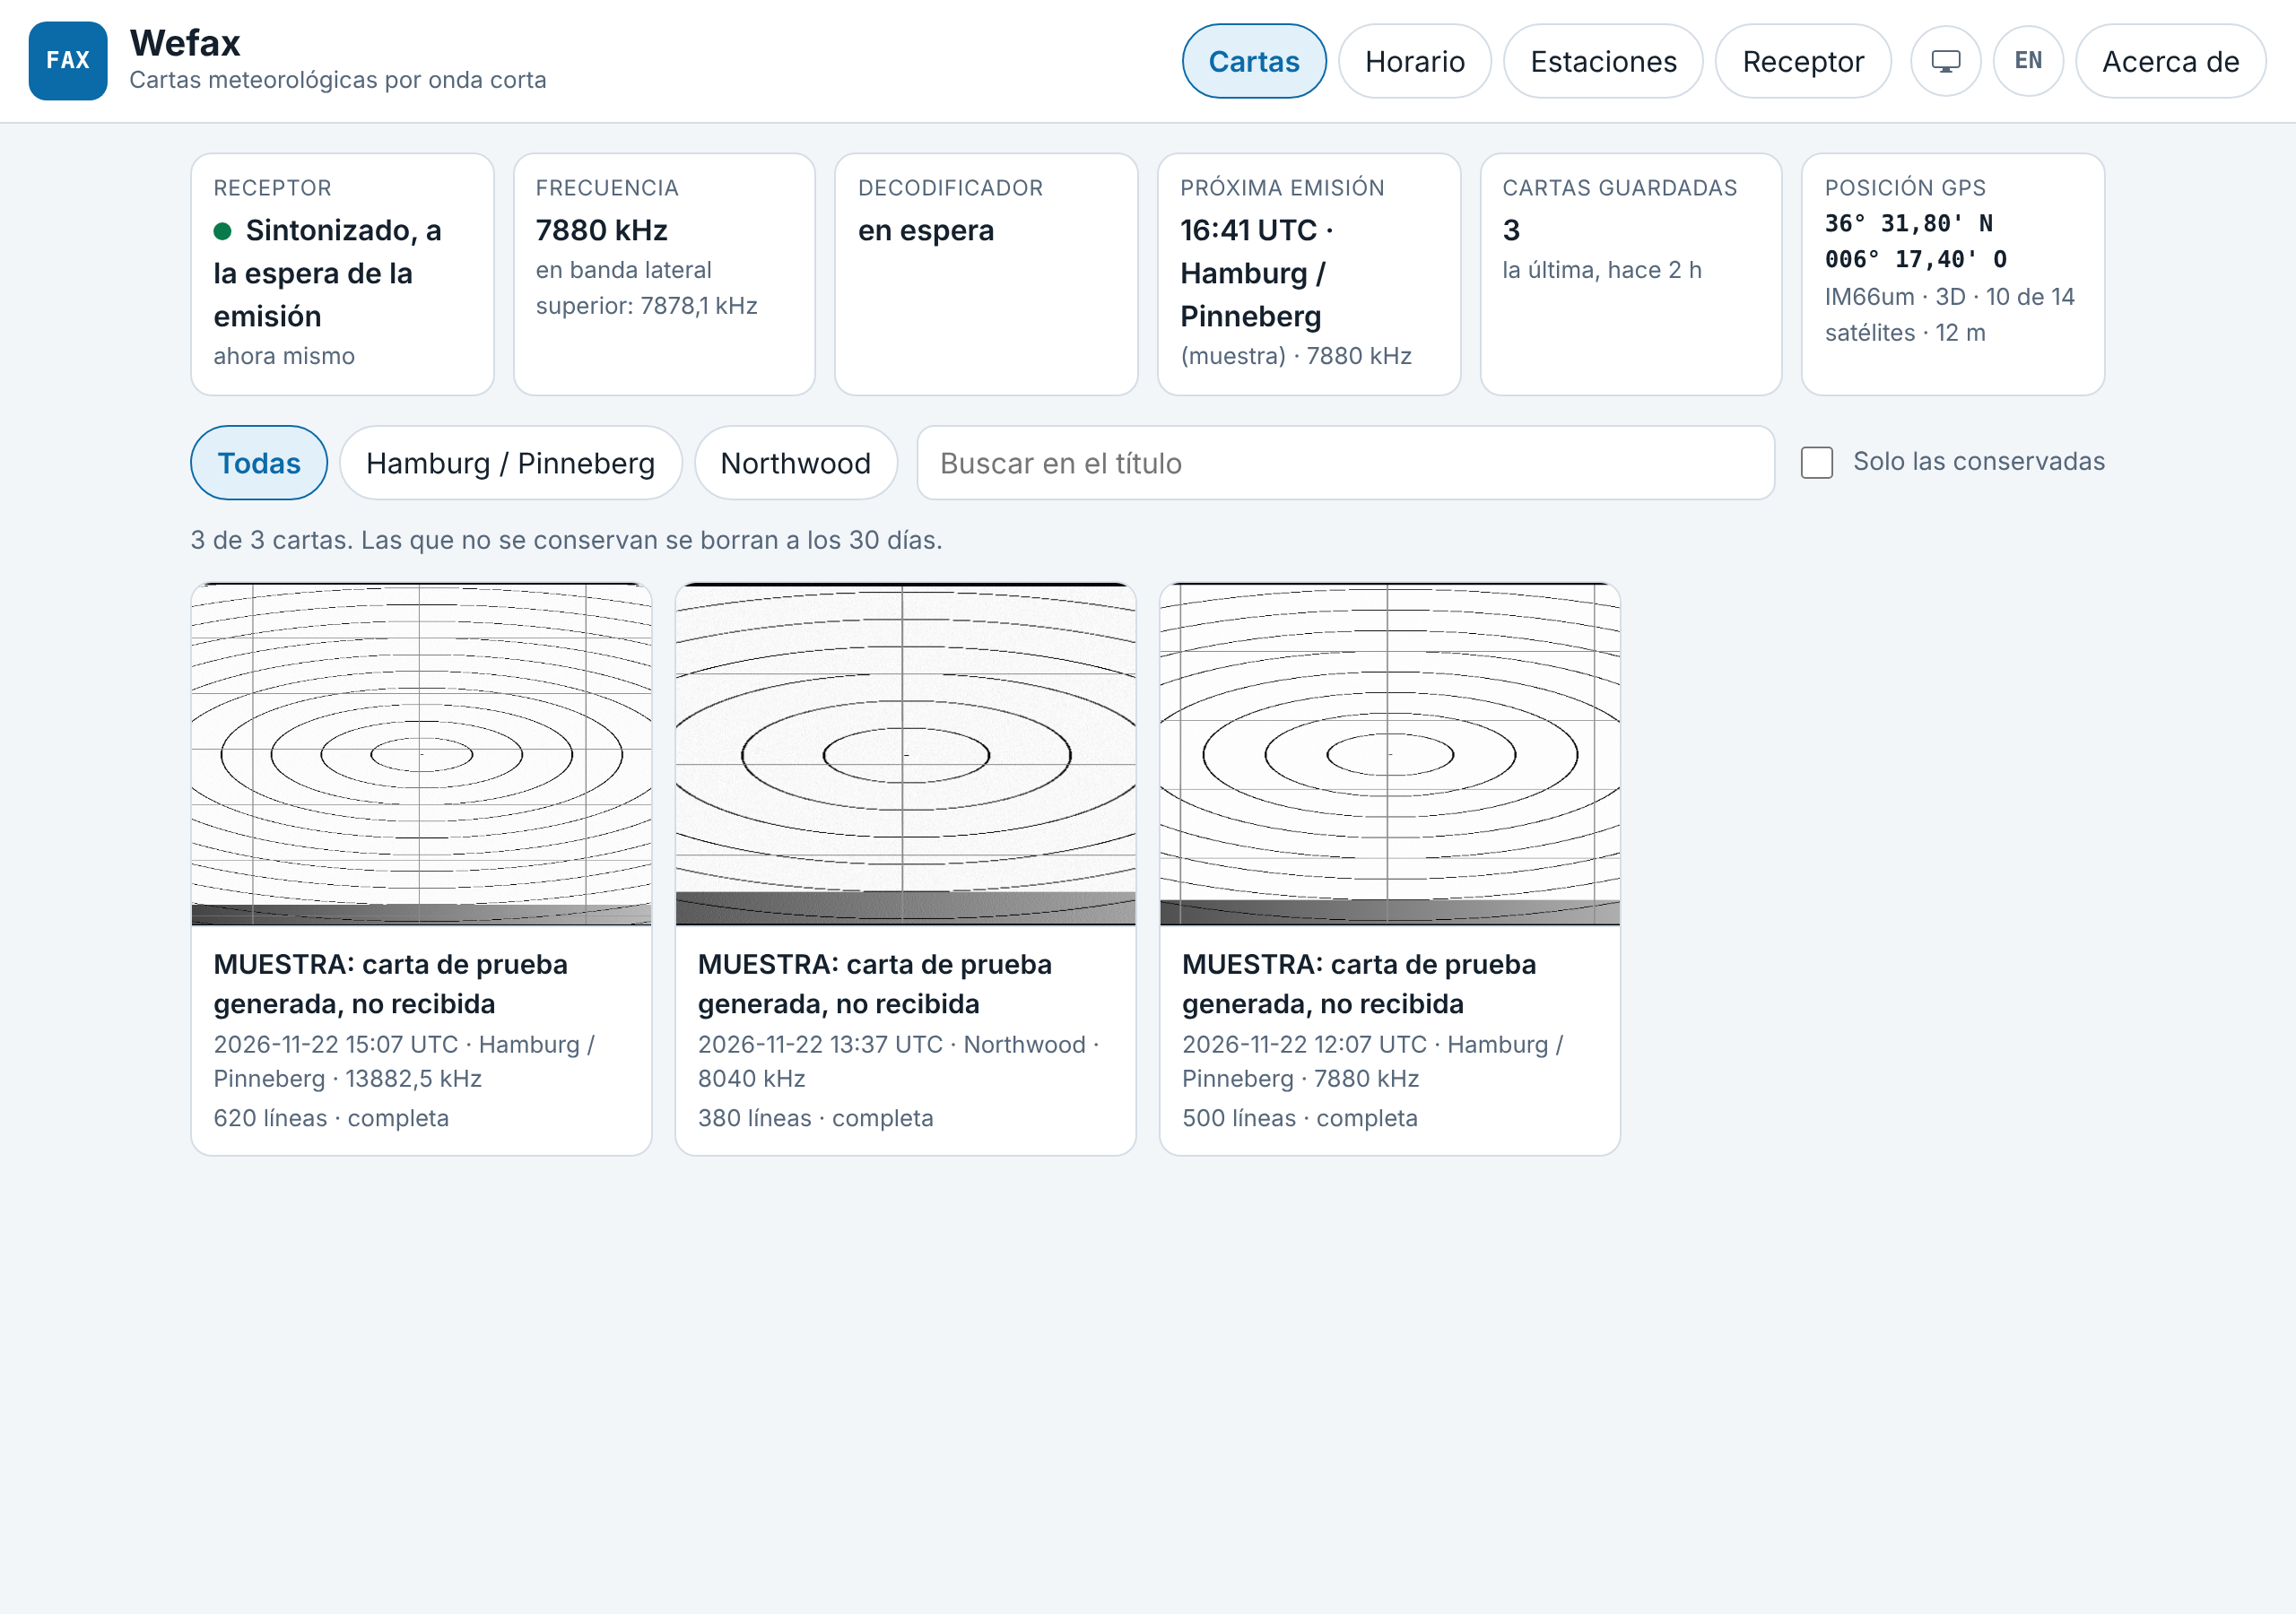 FAX
Wefax
Cartas meteorológicas por onda corta
Cartas
Horario
Estaciones
Receptor
EN
Acerca de
RECEPTOR
Sintonizado, a
la espera de la
emisión
ahora mismo
FRECUENCIA
7880 kHz
en banda lateral
superior: 7878,1 kHz
DECODIFICADOR
en espera
PRÓXIMA EMISIÓN
16:41 UTC ·
Hamburg /
Pinneberg
(muestra) · 7880 kHz
CARTAS GUARDADAS
3
la última, hace 2 h
POSICIÓN GPS
36° 31,80' N
006° 17,40' O
IM66um · 3D · 10 de 14
satélites · 12 m
Todas
Hamburg / Pinneberg
Northwood
Buscar en el título
Solo las conservadas
3 de 3 cartas. Las que no se conservan se borran a los 30 días.
MUESTRA: carta de prueba
generada, no recibida
2026-11-22 15:07 UTC · Hamburg /
Pinneberg · 13882,5 kHz
620 líneas · completa
MUESTRA: carta de prueba
generada, no recibida
2026-11-22 13:37 UTC · Northwood ·
8040 kHz
380 líneas · completa
MUESTRA: carta de prueba
generada, no recibida
2026-11-22 12:07 UTC · Hamburg /
Pinneberg · 7880 kHz
500 líneas · completa